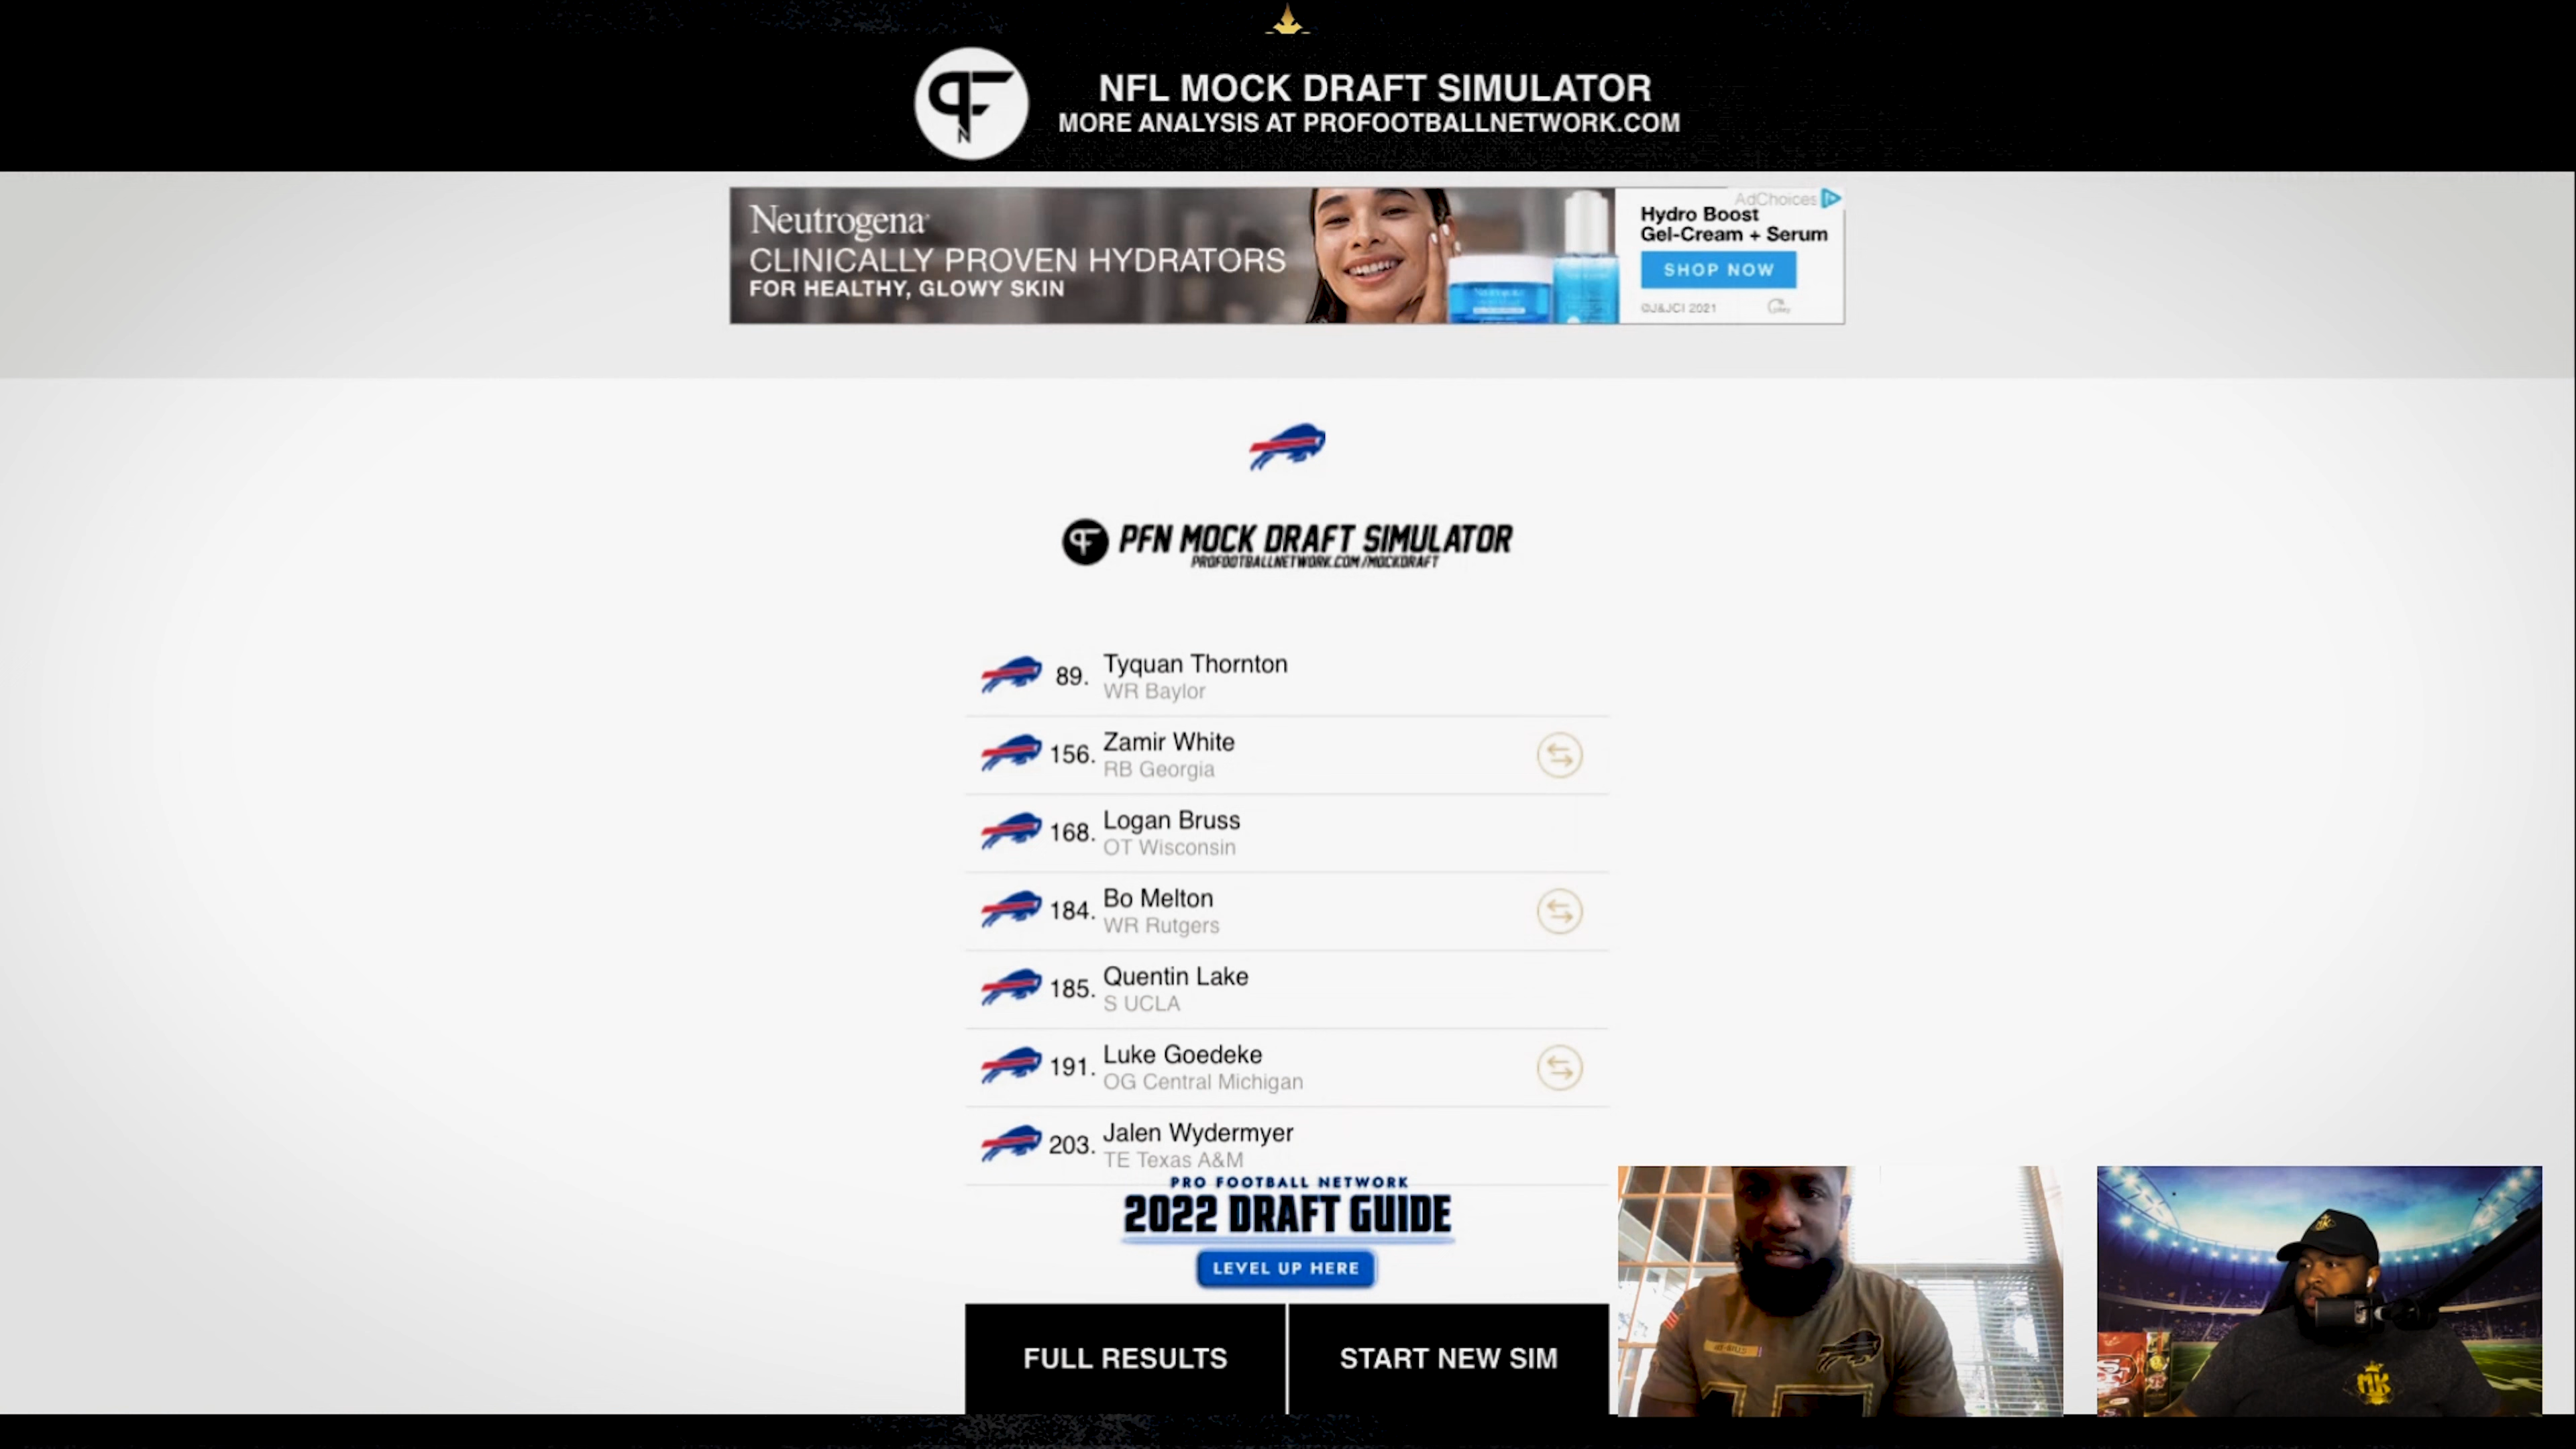 NFL MOCK DRAFT SIMULATOR
MORE ANALYSIS AT PROFOOTBALLNETWORK.COM
Neutrogena
CLINICALLY PROVEN HYDRATORS
FOR HEALTHY, GLOWY SKIN
AdChoices
Hydro Boost
Gel-Cream + Serum
SHOP NOW
©J&JCI 2021
PFN MOCK DRAFT SIMULATOR
PROFOOTBALLNETWORK.COM/MOCKDRAFT
89. Tyquan Thornton
WR Baylor
156. Zamir White
RB Georgia
168. Logan Bruss
OT Wisconsin
184. Bo Melton
WR Rutgers
185. Quentin Lake
S UCLA
191. Luke Goedeke
OG Central Michigan
203. Jalen Wydermyer
TE Texas A&M
PRO FOOTBALL NETWORK
2022 DRAFT GUIDE
LEVEL UP HERE
FULL RESULTS
START NEW SIM
MK